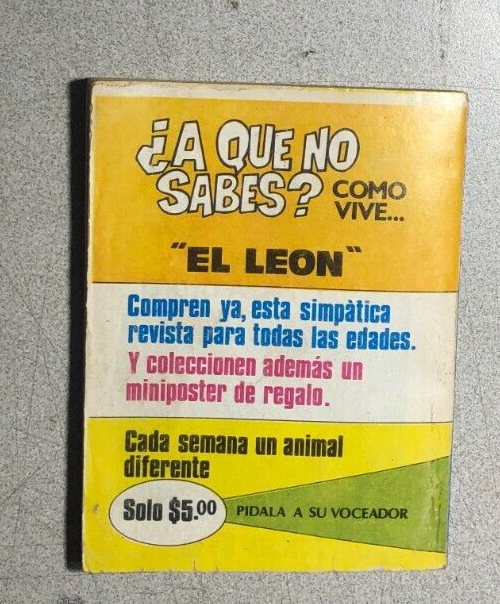 ¿A QUE NO
SABES? COMO
VIVE...
"EL LEON"
Compren ya, esta simpàtica
revista para todas las edades.
Y coleccionen además un
miniposter de regalo.
Cada semana un animal
diferente
Solo $5.00 PIDALA A SU VOCEADOR